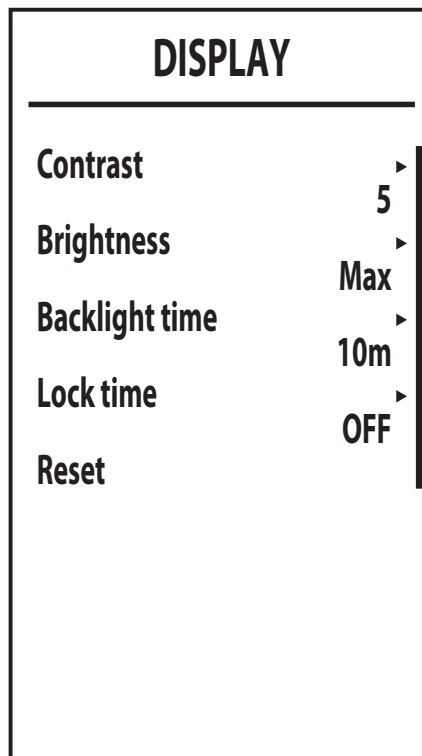 DISPLAY
Contrast
5
Brightness
Max
Backlight time
10m
Lock time
OFF
Reset